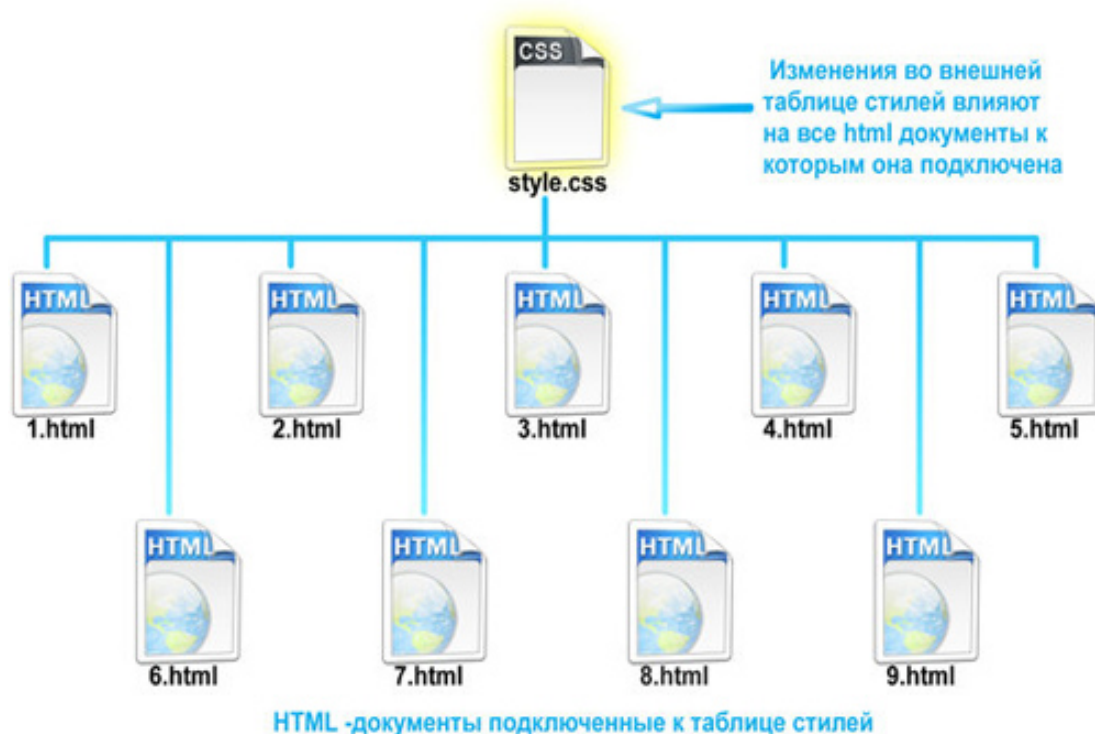 CSS
Изменения во внешней
таблице стилей влияют
на все html документы к
которым она подключена
style.css
HTML
HTML
HTML
HTML
HTML
1.html
2.html
3.html
4.html
5.html
HTML
HTML
HTML
HTML
6.html
7.html
8.html
9.html
HTML -документы подключенные к таблице стилей